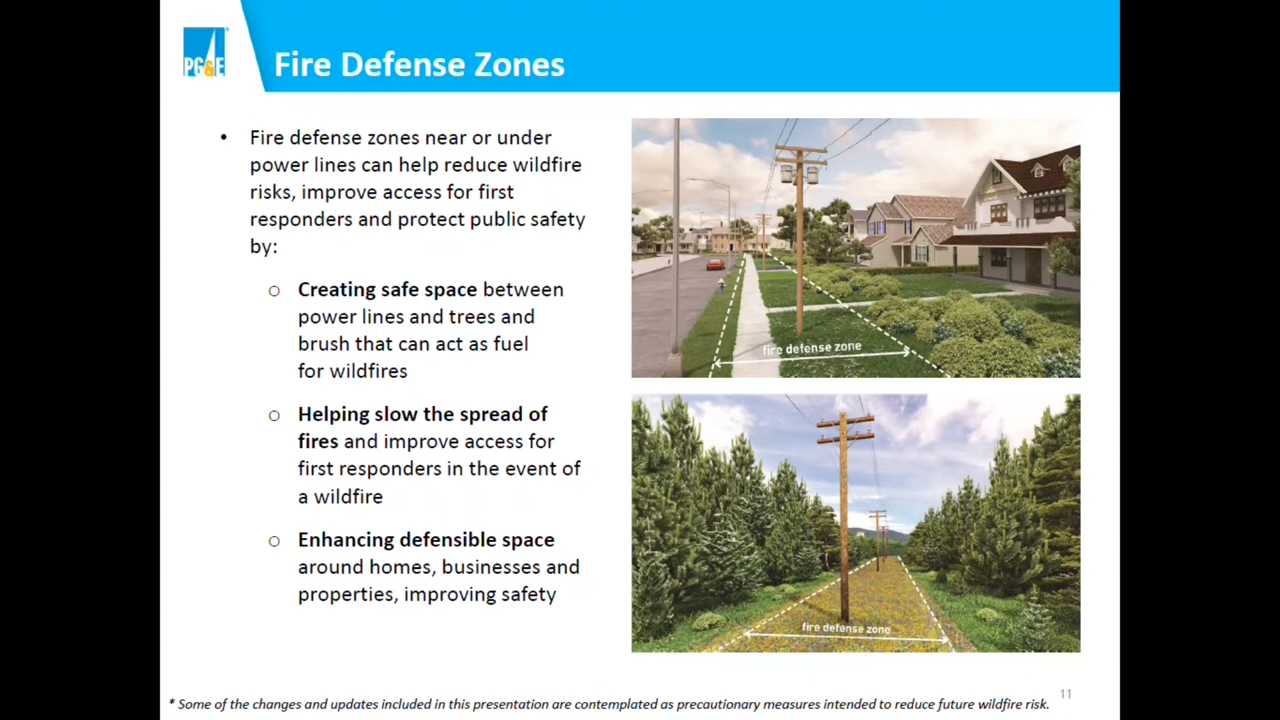 PG&E
Fire Defense Zones
• Fire defense zones near or under
power lines can help reduce wildfire
risks, improve access for first
responders and protect public safety
by:
o Creating safe space between
power lines and trees and
brush that can act as fuel
for wildfires
o Helping slow the spread of
fires and improve access for
first responders in the event of
a wildfire
o Enhancing defensible space
around homes, businesses and
properties, improving safety
fire defense zone
fire defense zone
11
* Some of the changes and updates included in this presentation are contemplated as precautionary measures intended to reduce future wildfire risk.